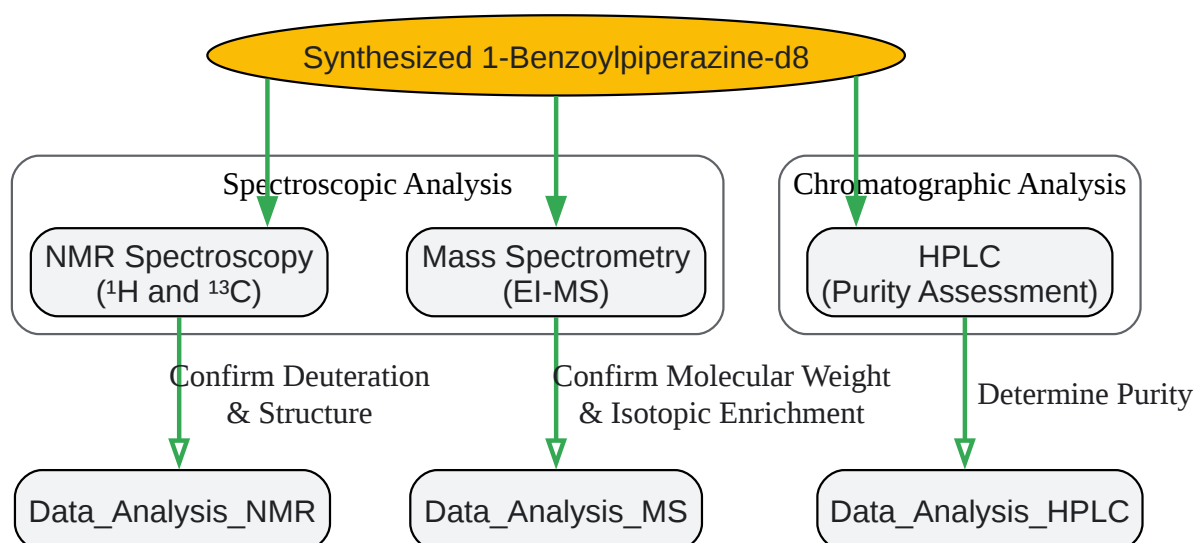 Synthesized 1-Benzoylpiperazine-d8
Spectroscopic Analysis
Chromatographic Analysis
NMR Spectroscopy
(¹H and ¹³C)
Mass Spectrometry
(EI-MS)
HPLC
(Purity Assessment)
Confirm Deuteration
& Structure
Confirm Molecular Weight
& Isotopic Enrichment
Determine Purity
Data_Analysis_NMR
Data_Analysis_MS
Data_Analysis_HPLC